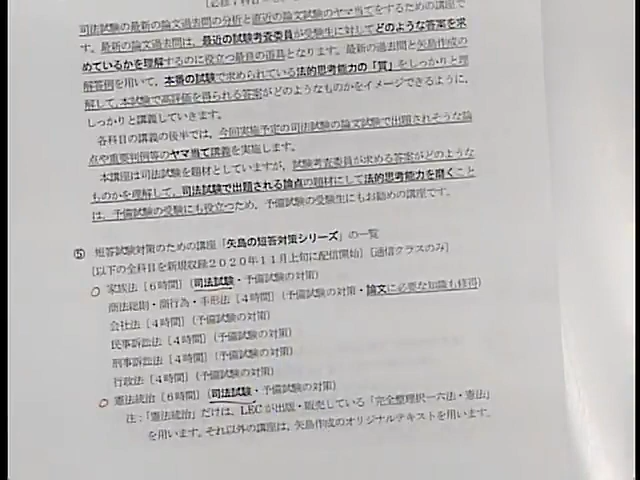 司法試験の最新の論文過去問の分析と直近の論文試験のヤマ当てをするための講座で
す。最新の論文過去問は、最近の試験考査委員が受験生に対してどのような答案を求
めているかを理解するのに役立つ最良の道具となります。最新の過去問と矢島作成の
解答例を用いて、本番の試験で求められている法的思考能力の「質」をしっかりと理
解して、本試験で高評価を得られる答案がどのようなものかをイメージできるように、
しっかりと講義していきます。
各科目の講義の後半では、今回実施予定の司法試験の論文試験で出題されそうな論
点や重要判例等のヤマ当て講義を実施します。
本講座は司法試験を題材としていますが、試験考査委員が求める答案がどのような
ものかを理解して、司法試験で出題される論点の題材にして法的思考能力を磨くこと
は、予備試験の受験にも役立つため、予備試験の受験生にもお勧めの講座です。
⑤ 短答試験対策のための講座「矢島の短答対策シリーズ」の一覧
[以下の全科目を新規収録2020年11月上旬に配信開始] [通信クラスのみ]
家族法［6時間］(司法試験・予備試験の対策)
商法総則・商行為・手形法［4時間］(予備試験の対策・論文に必要な知識も修得)
会社法［4時間］(予備試験の対策)
民事訴訟法［4時間］(予備試験の対策)
刑事訴訟法［4時間］(予備試験の対策)
行政法［4時間］(予備試験の対策)
憲法統治［6時間］(司法試験・予備試験の対策)
注：「憲法統治」だけは、LECが出版・販売している「完全整理択一六法・憲法」
を用います。それ以外の講座は、矢島作成のオリジナルテキストを用います。